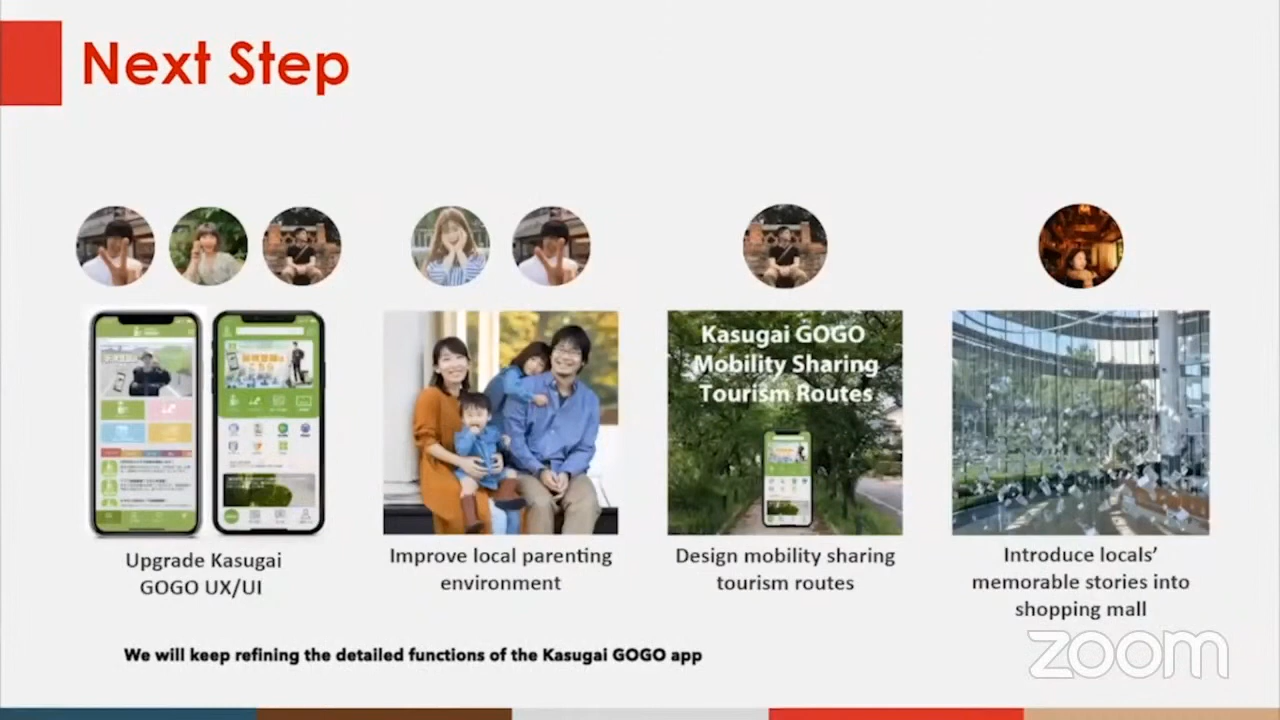 Next Step
Kasugai GOGO
Mobility Sharing
Tourism Routes
Upgrade Kasugai
GOGO UX/UI
Improve local parenting
environment
Design mobility sharing
tourism routes
Introduce locals’
memorable stories into
shopping mall
We will keep refining the detailed functions of the Kasugai GOGO app
zoom